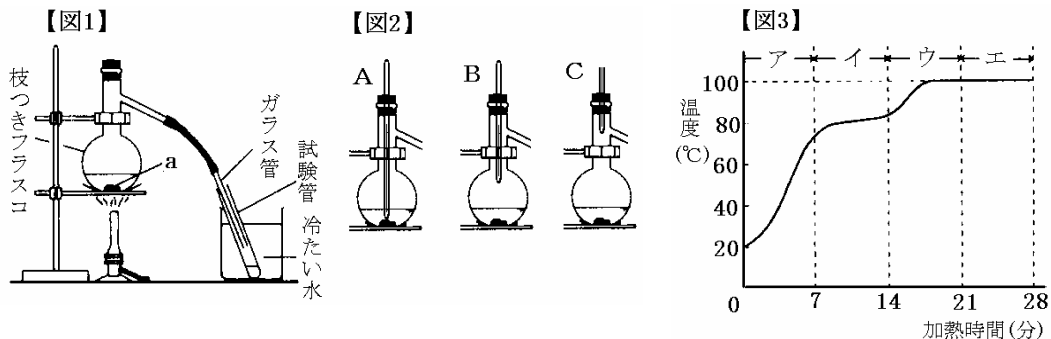 【図1】
枝つきフラスコ
a
ガラス管
試験管
冷たい水
【図2】
A
B
C
【図3】
ア イ ウ エ
温度
(℃)
100
80
60
40
20
0 7 14 21 28
加熱時間(分)